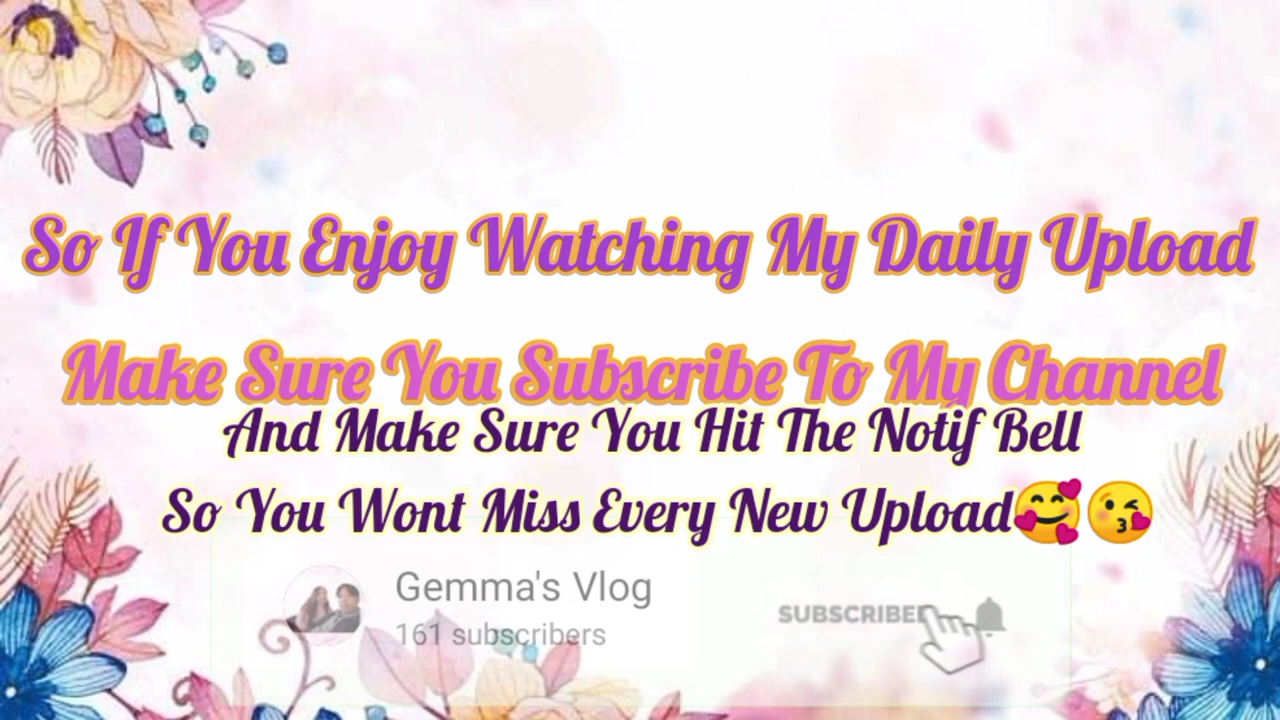 So If You Enjoy Watching My Daily Upload
Make Sure You Subscribe To My Channel
And Make Sure You Hit The Notif Bell
So You Wont Miss Every New Upload🥰😘
Gemma's Vlog
161 subscribers
SUBSCRIBED